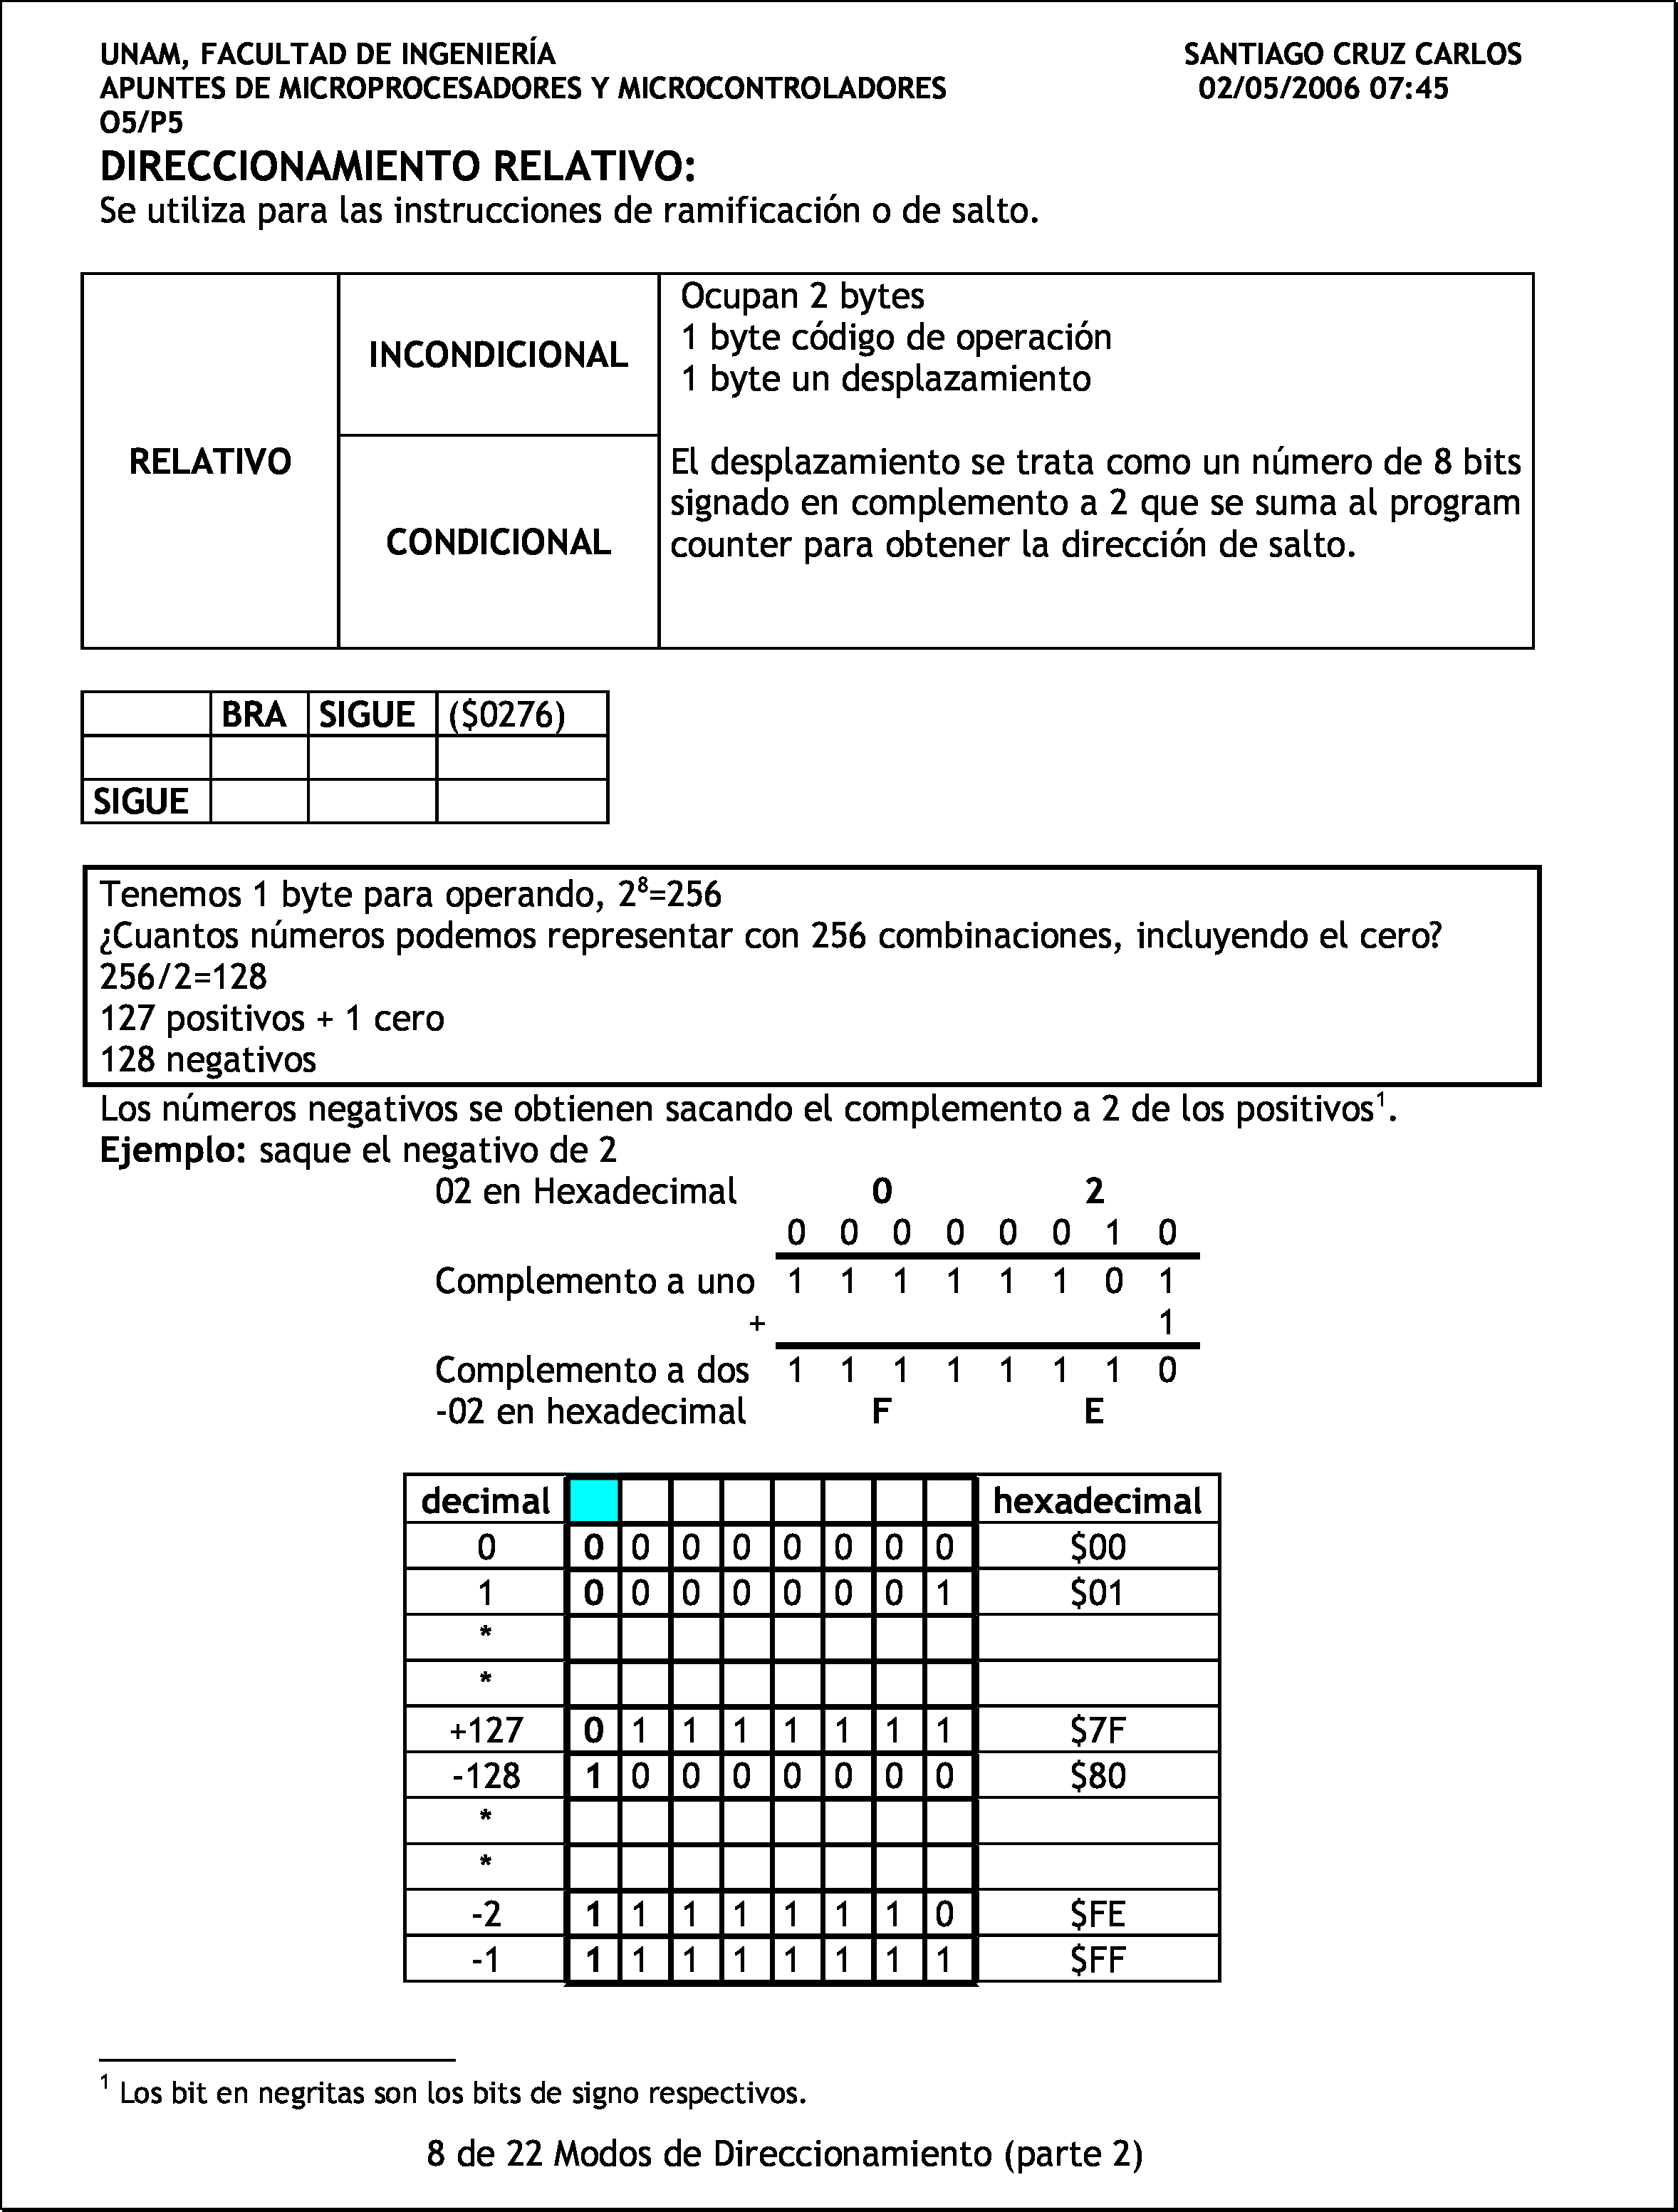 UNAM, FACULTAD DE INGENIERÍA SANTIAGO CRUZ CARLOS
APUNTES DE MICROPROCESADORES Y MICROCONTROLADORES 02/05/2006 07:45
O5/P5
DIRECCIONAMIENTO RELATIVO:
Se utiliza para las instrucciones de ramificación o de salto.
RELATIVO
INCONDICIONAL
CONDICIONAL
Ocupan 2 bytes
1 byte código de operación
1 byte un desplazamiento
El desplazamiento se trata como un número de 8 bits
signado en complemento a 2 que se suma al program
counter para obtener la dirección de salto.
BRA SIGUE ($0276)
SIGUE
Tenemos 1 byte para operando, 2⁸=256
¿Cuantos números podemos representar con 256 combinaciones, incluyendo el cero?
256/2=128
127 positivos + 1 cero
128 negativos
Los números negativos se obtienen sacando el complemento a 2 de los positivos¹.
Ejemplo: saque el negativo de 2
02 en Hexadecimal 0 2
0 0 0 0 0 0 1 0
Complemento a uno 1 1 1 1 1 1 0 1
+ 1
Complemento a dos 1 1 1 1 1 1 1 0
-02 en hexadecimal F E
decimal hexadecimal
0 0 0 0 0 0 0 0 0 $00
1 0 0 0 0 0 0 0 1 $01
*
*
+127 0 1 1 1 1 1 1 1 $7F
-128 1 0 0 0 0 0 0 0 $80
*
*
-2 1 1 1 1 1 1 1 0 $FE
-1 1 1 1 1 1 1 1 1 $FF
¹ Los bit en negritas son los bits de signo respectivos.
8 de 22 Modos de Direccionamiento (parte 2)